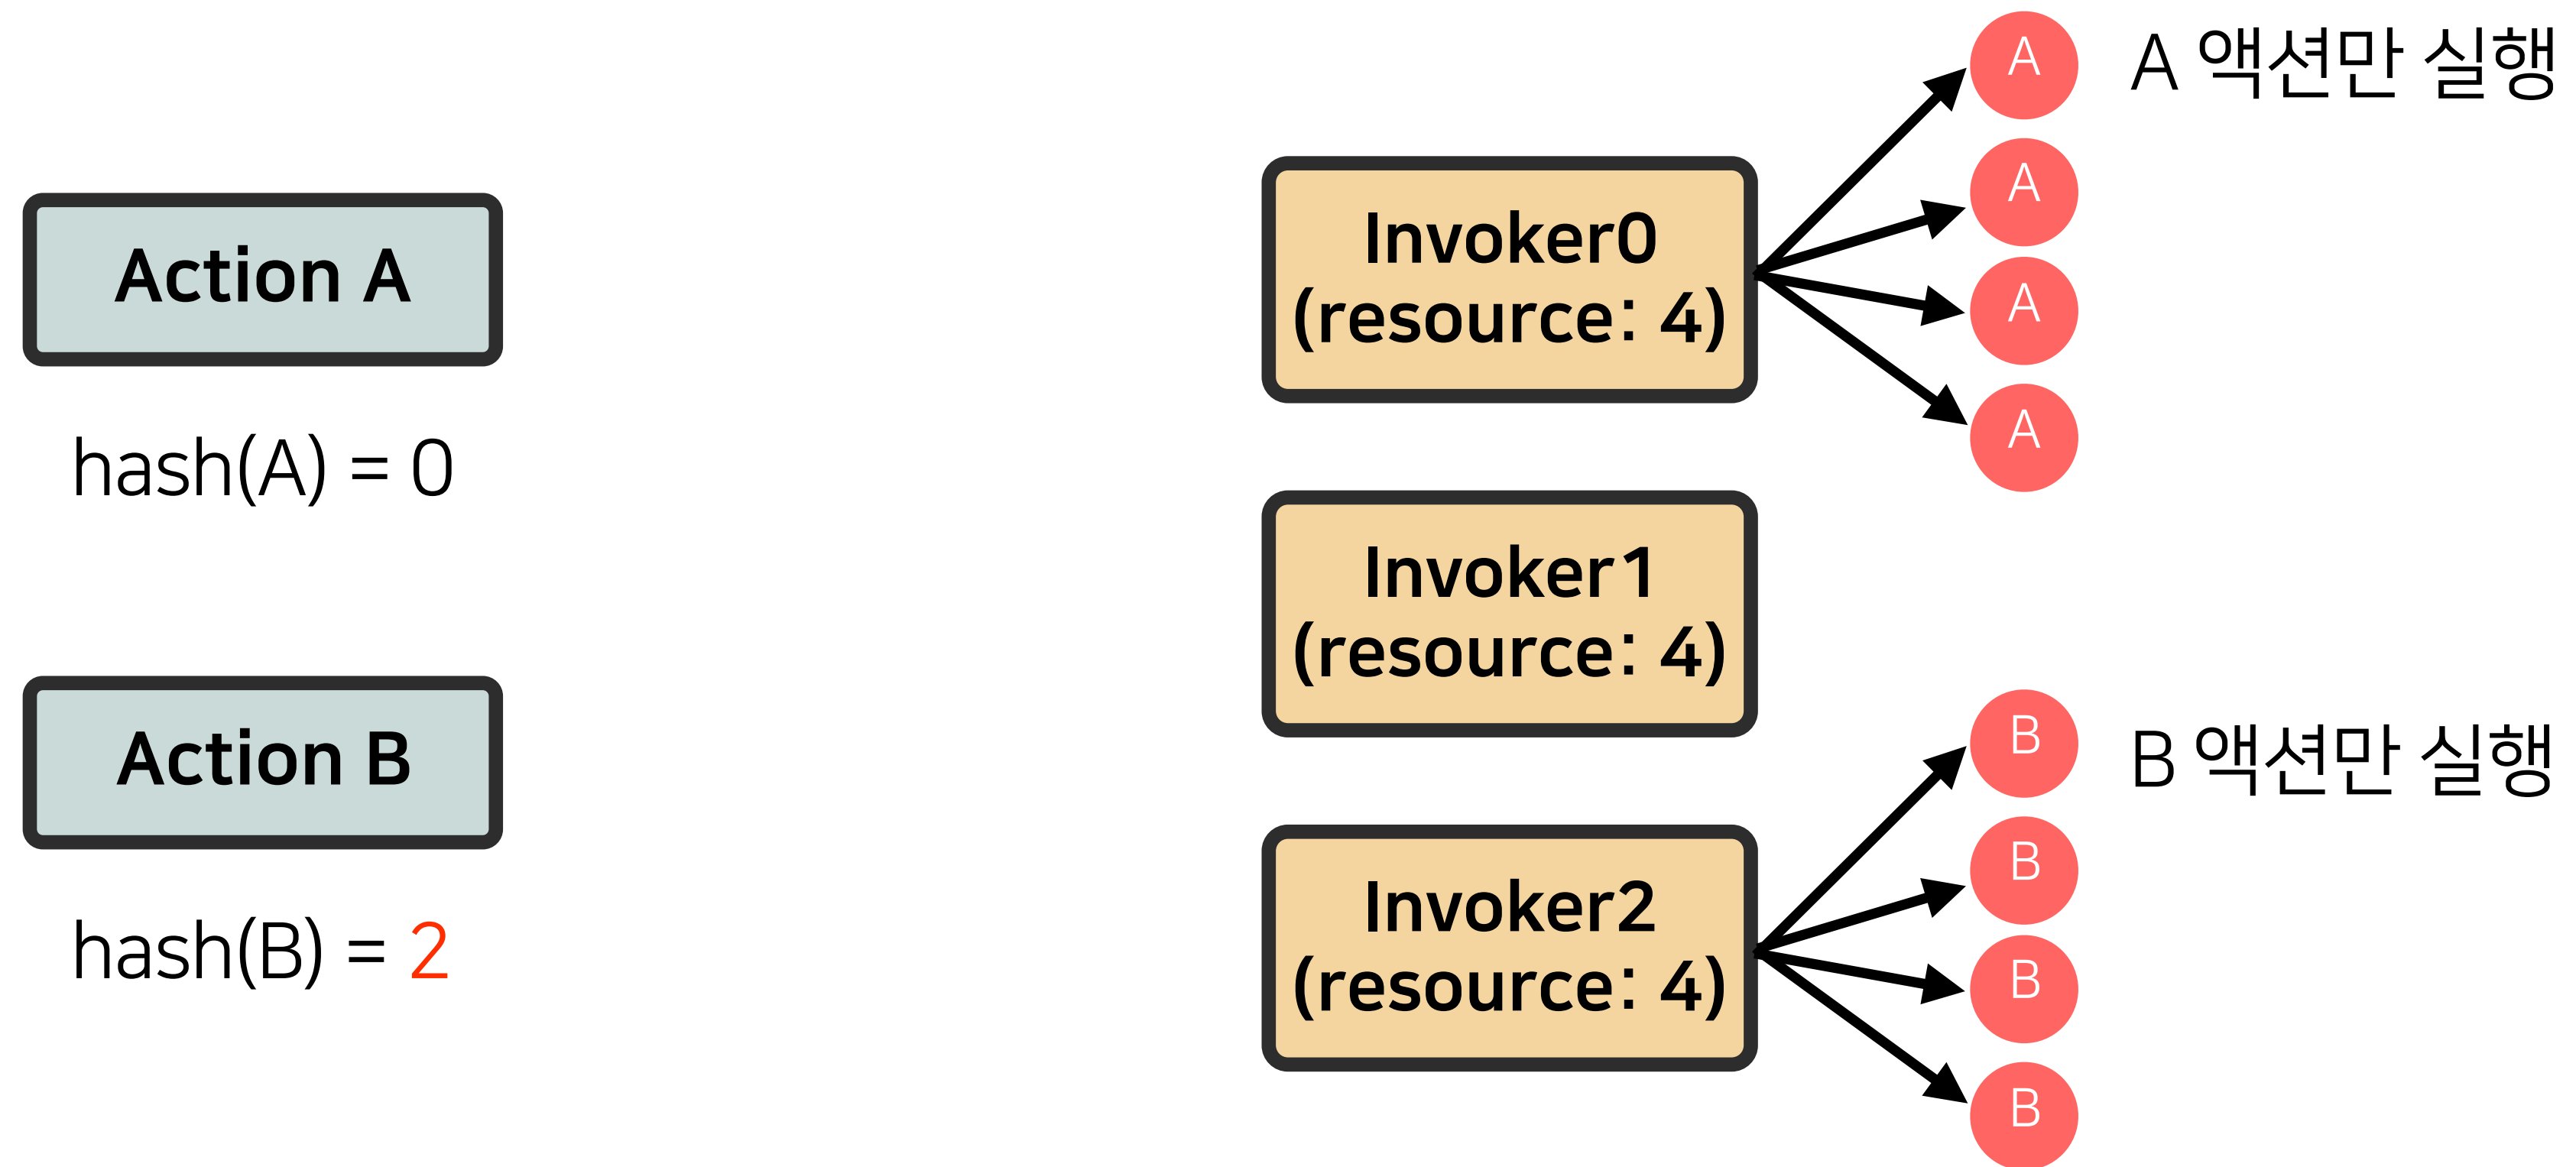 Action A
hash(A) = 0
Action B
hash(B) = 2
Invoker0
(resource: 4)
Invoker1
(resource: 4)
Invoker2
(resource: 4)
A
A 액션만 실행
A
A
A
B
B 액션만 실행
B
B
B